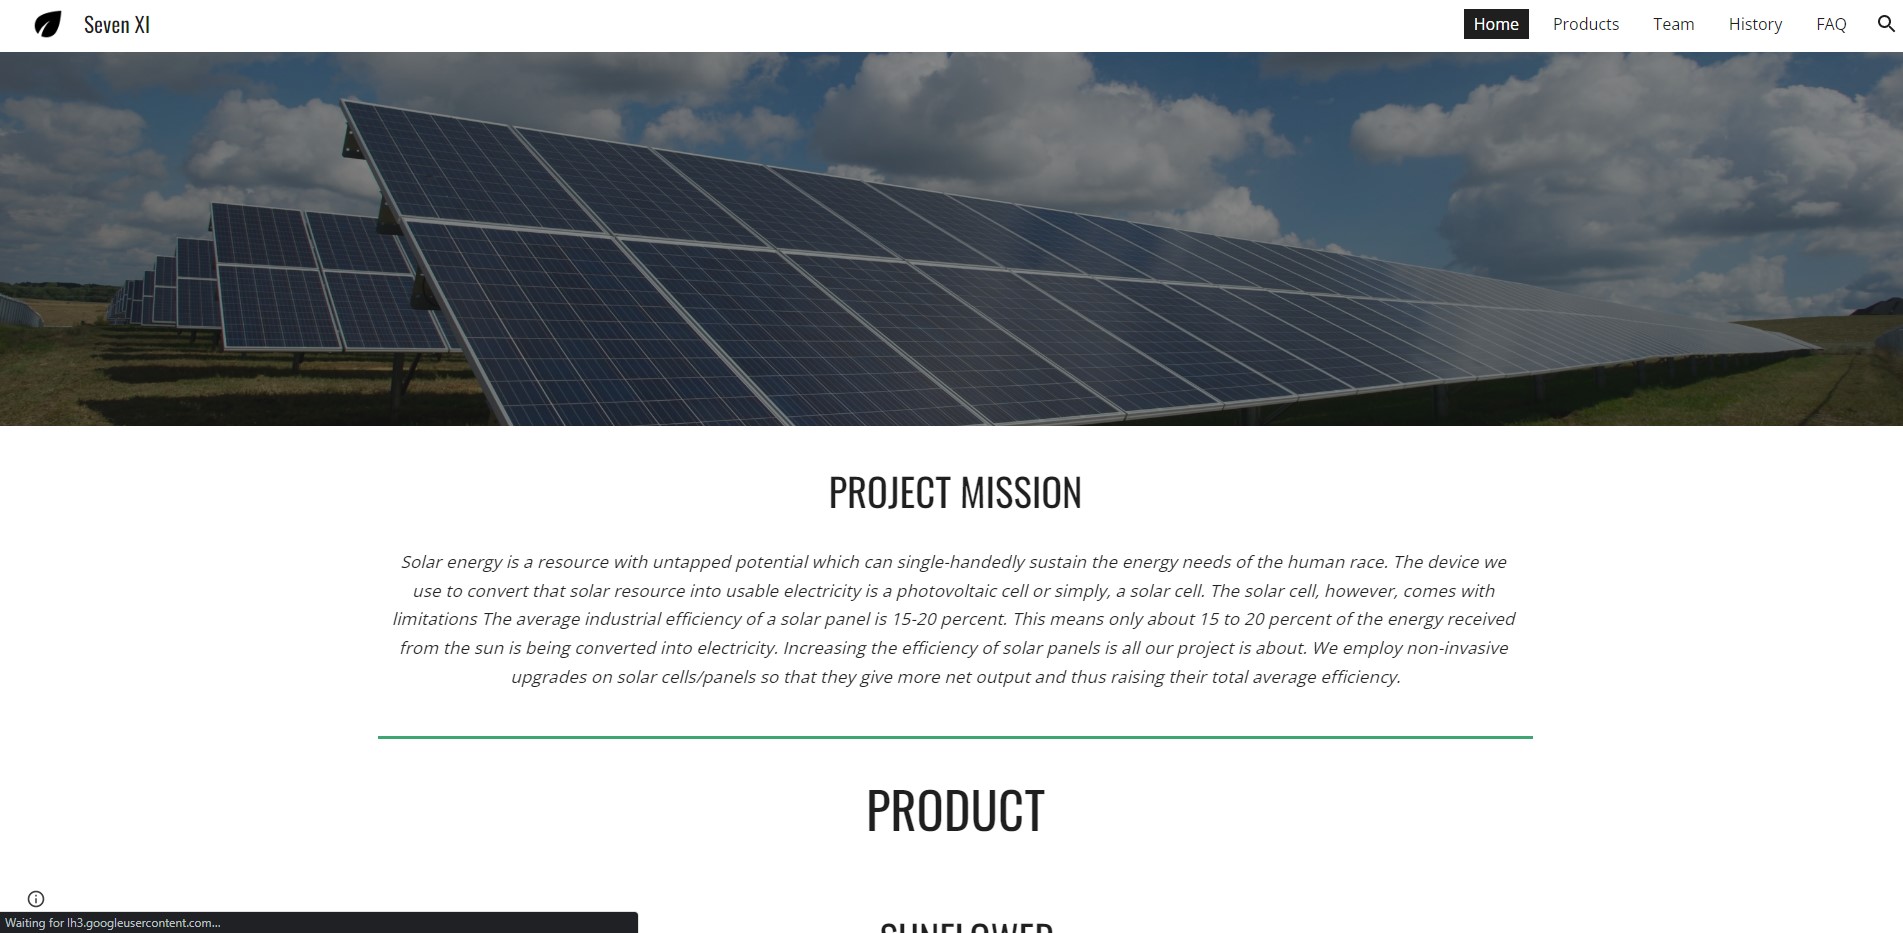 Seven XI
Home Products Team History FAQ
PROJECT MISSION
Solar energy is a resource with untapped potential which can single-handedly sustain the energy needs of the human race. The device we
use to convert that solar resource into usable electricity is a photovoltaic cell or simply, a solar cell. The solar cell, however, comes with
limitations The average industrial efficiency of a solar panel is 15-20 percent. This means only about 15 to 20 percent of the energy received
from the sun is being converted into electricity. Increasing the efficiency of solar panels is all our project is about. We employ non-invasive
upgrades on solar cells/panels so that they give more net output and thus raising their total average efficiency.
PRODUCT
SUNFLOWER
Waiting for lh3.googleusercontent.com...